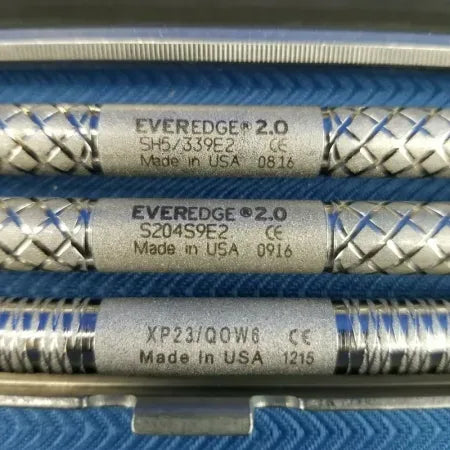 EVEREDGE® 2.0
SH5/339E2 CE
Made in USA 0816
EVEREDGE® 2.0
S204S9E2 CE
Made in USA 0916
XP23/QOW6 CE
Made in USA 1215